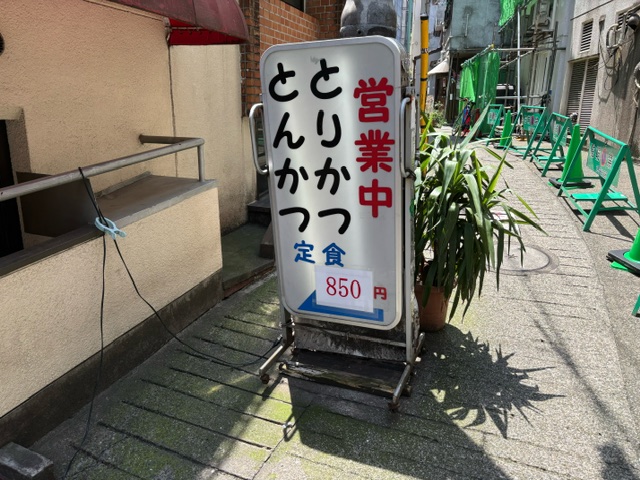 営業中
とりかつ
とんかつ
定食
850円